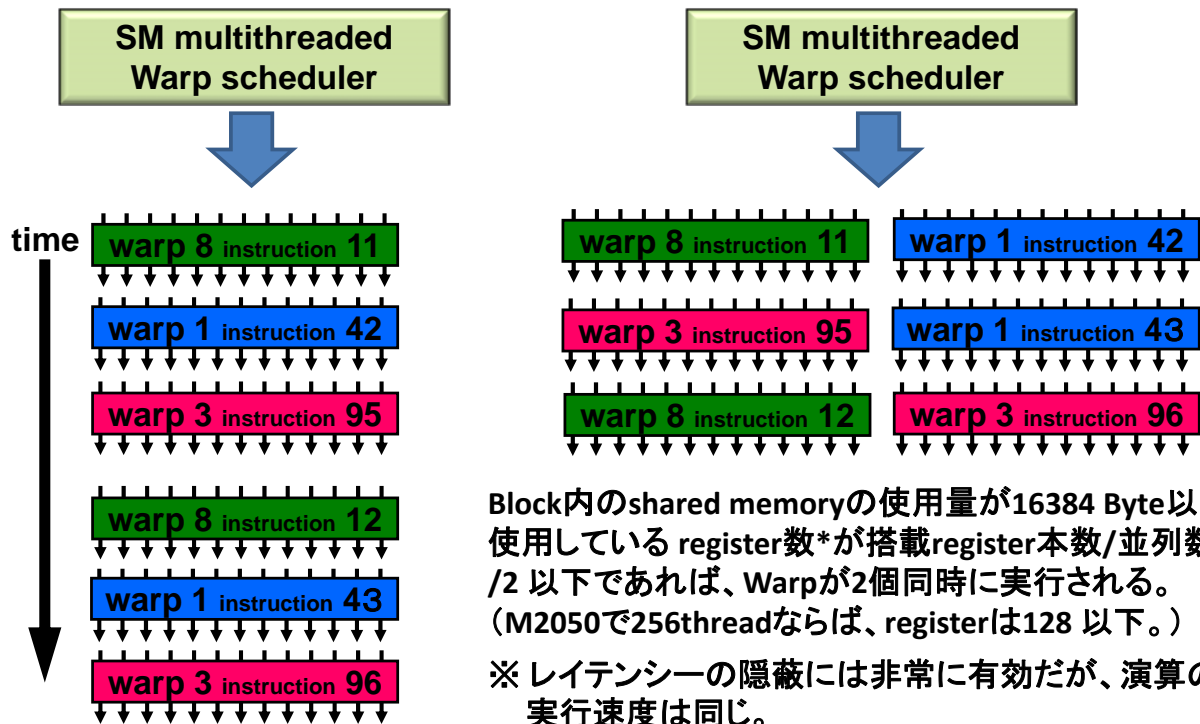 SM multithreaded
Warp scheduler
SM multithreaded
Warp scheduler
time
warp 8 instruction 11
warp 1 instruction 42
warp 3 instruction 95
warp 8 instruction 12
warp 1 instruction 43
warp 3 instruction 96
warp 8 instruction 11
warp 1 instruction 42
warp 3 instruction 95
warp 1 instruction 43
warp 8 instruction 12
warp 3 instruction 96
Block内のshared memoryの使用量が16384 Byte以
使用している register数*が搭載register本数/並列数
/2 以下であれば、Warpが2個同時に実行される。
(M2050で256threadならば、registerは128 以下。)
※ レイテンシーの隠蔽には非常に有効だが、演算の
実行速度は同じ。